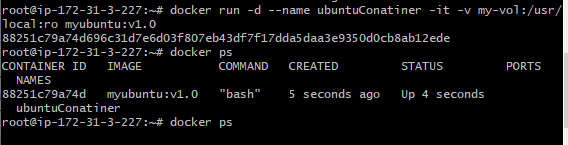 root@ip-172-31-3-227:~# docker run -d --name ubuntuConatiner -it -v my-vol:/usr/
local:ro myubuntu:v1.0
88251c79a74d696c31d7e6d03f807eb43df7f17dda5daa3e9350d0cb8ab12ede
root@ip-172-31-3-227:~# docker ps
CONTAINER ID   IMAGE           COMMAND   CREATED         STATUS         PORTS
  NAMES
88251c79a74d   myubuntu:v1.0   "bash"    5 seconds ago   Up 4 seconds
  ubuntuConatiner
root@ip-172-31-3-227:~# docker ps